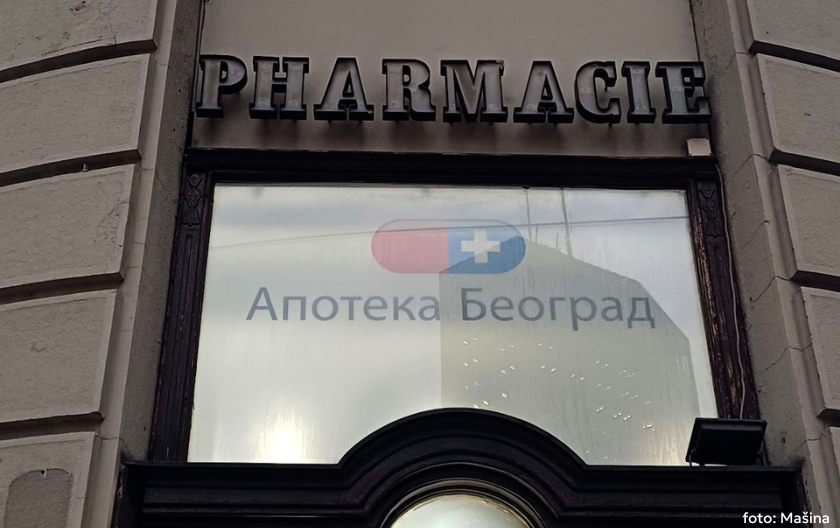 PHARMACIE
Апотека Београд
foto: Mašina